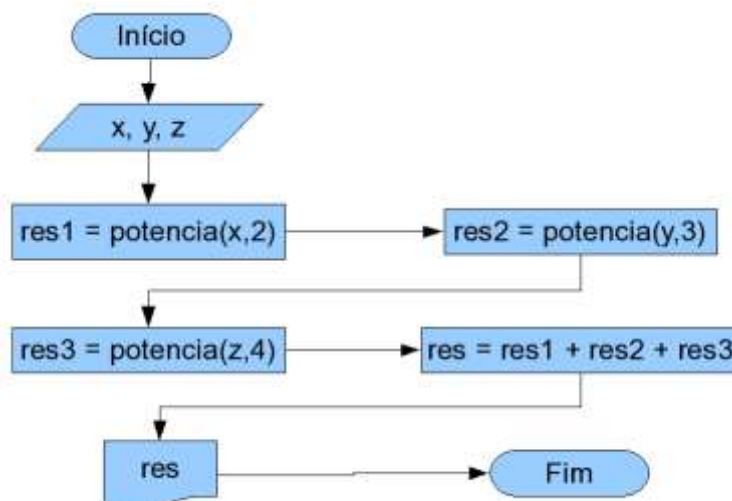 Início
x, y, z
res1 = potencia(x,2)
res2 = potencia(y,3)
res3 = potencia(z,4)
res = res1 + res2 + res3
res
Fim